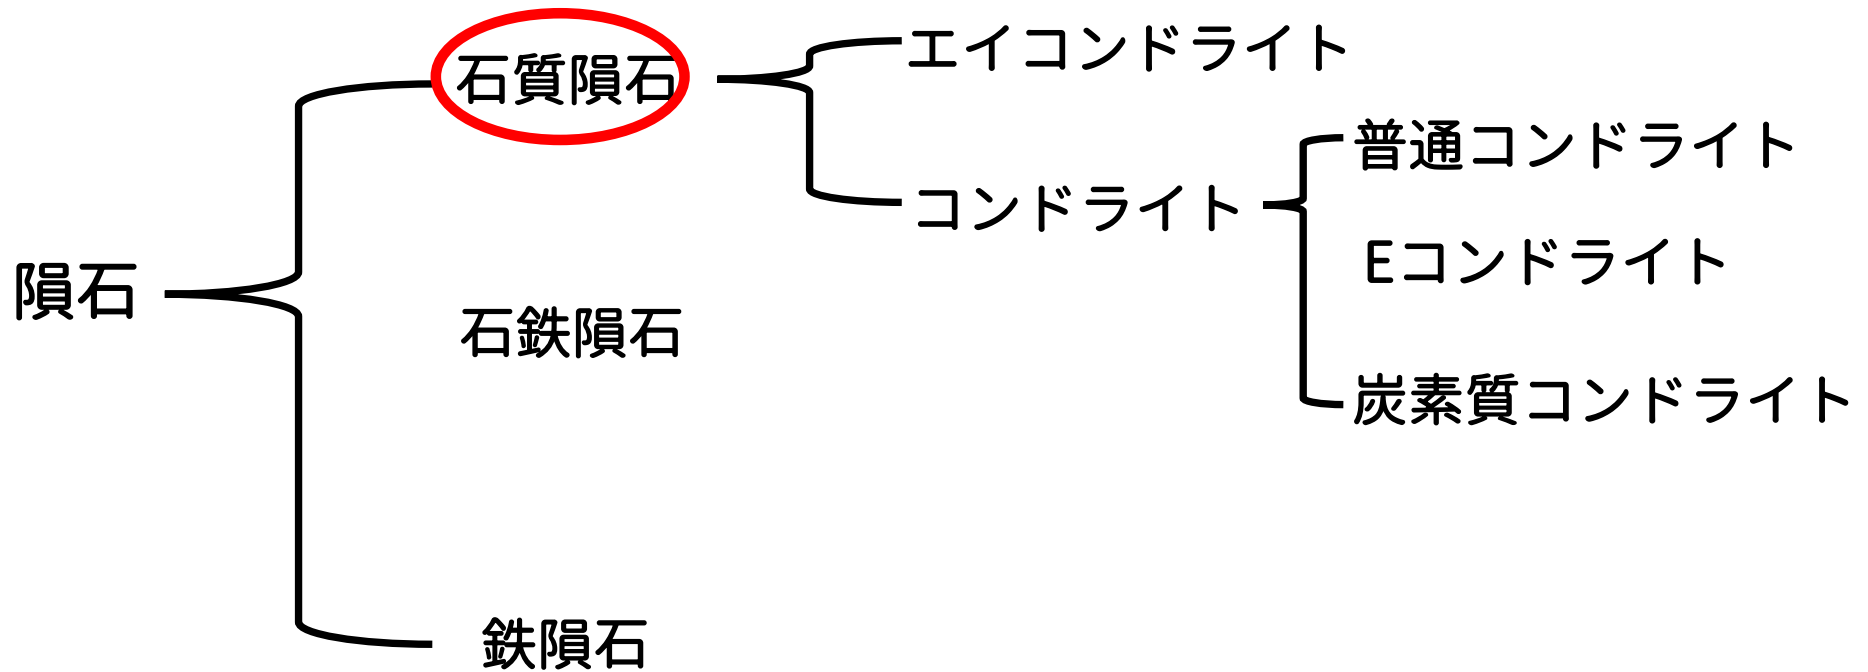 隕石
石質隕石
エイコンドライト
コンドライト
普通コンドライト
Eコンドライト
炭素質コンドライト
石鉄隕石
鉄隕石